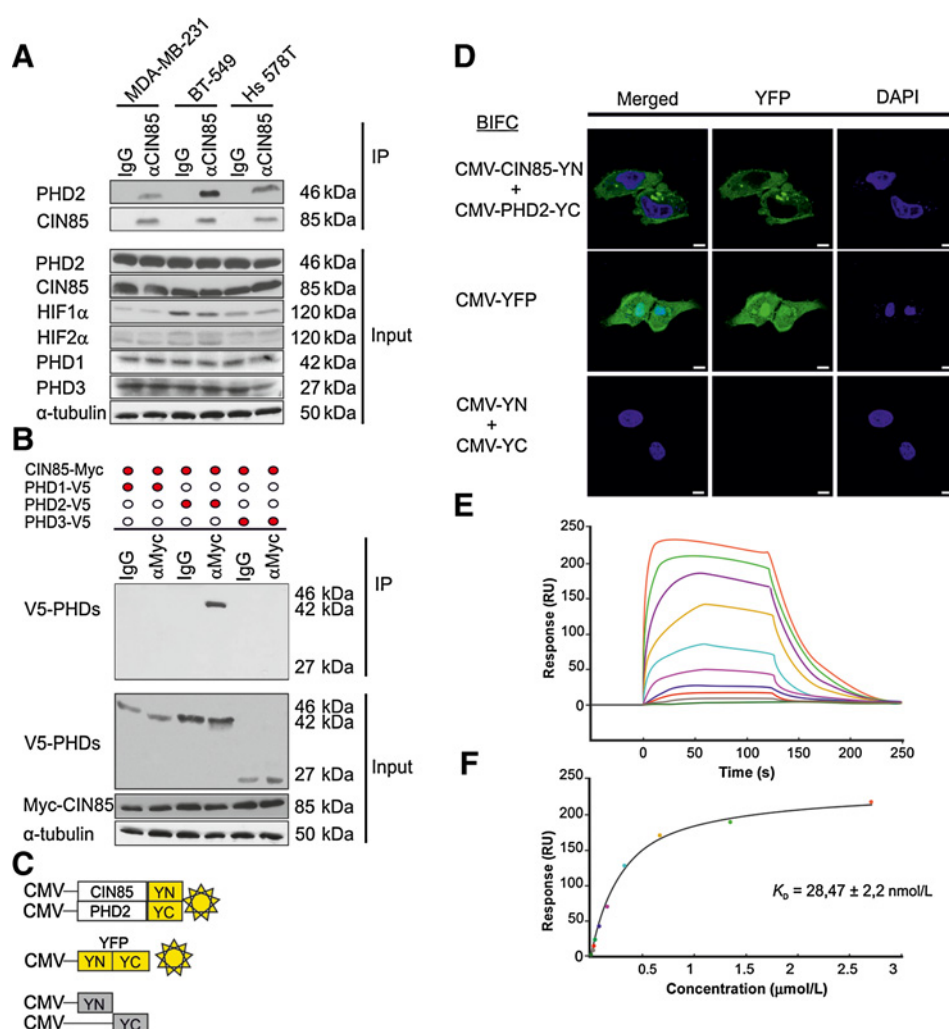 A
MDA-MB-231
BT-549
Hs 578T
IgG
αCIN85
IgG
αCIN85
IgG
αCIN85
IP
PHD2 46 kDa
CIN85 85 kDa
PHD2 46 kDa
CIN85 85 kDa
HIF1α 120 kDa
HIF2α 120 kDa
PHD1 42 kDa
PHD3 27 kDa
α-tubulin 50 kDa
Input
B
CIN85-Myc
PHD1-V5
PHD2-V5
PHD3-V5
IgG
αMyc
IgG
αMyc
IgG
αMyc
IP
V5-PHDs
46 kDa
42 kDa
27 kDa
V5-PHDs
46 kDa
42 kDa
27 kDa
Input
Myc-CIN85 85 kDa
α-tubulin 50 kDa
C
CMV CIN85 YN
CMV PHD2 YC
YFP
CMV YN YC
CMV YN
CMV YC
D
Merged YFP DAPI
BIFC
CMV-CIN85-YN
+
CMV-PHD2-YC
CMV-YFP
CMV-YN
+
CMV-YC
E
Response (RU)
250
200
150
100
50
0
0 50 100 150 200 250
Time (s)
F
Response (RU)
250
200
150
100
50
0
0.5 1 1.5 2 2.5 3
Concentration (μmol/L)
KD = 28,47 ± 2,2 nmol/L